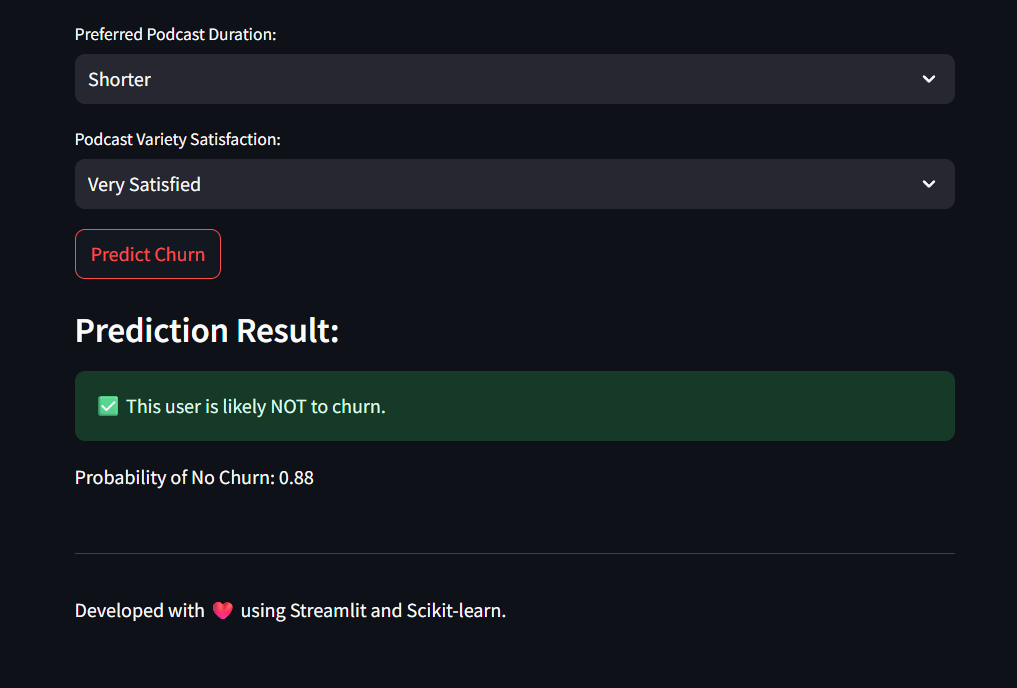 Preferred Podcast Duration:
Shorter
Podcast Variety Satisfaction:
Very Satisfied
Predict Churn
Prediction Result:
✅ This user is likely NOT to churn.
Probability of No Churn: 0.88
Developed with ❤️ using Streamlit and Scikit-learn.